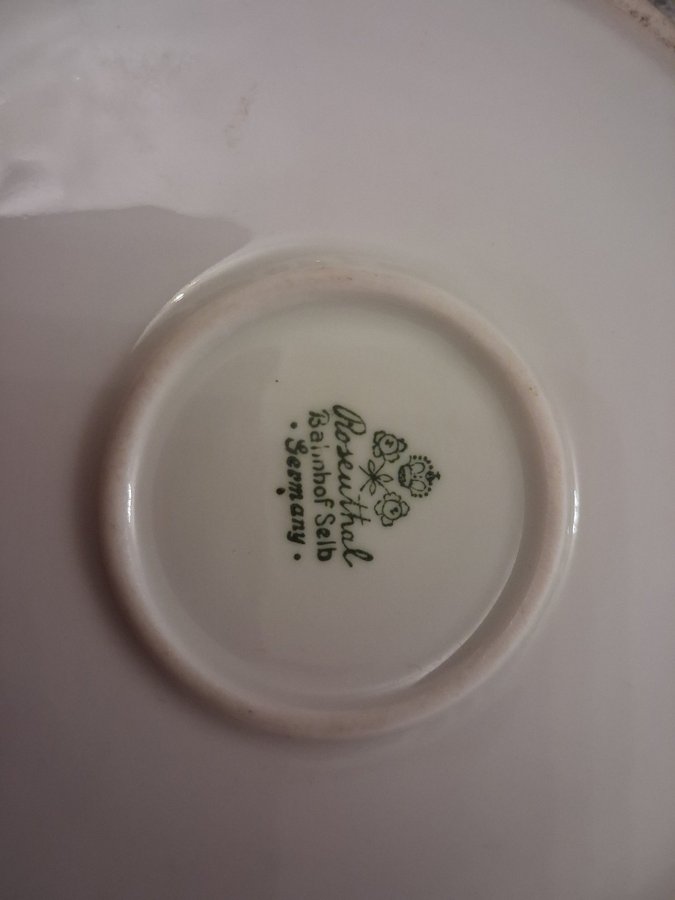 Rosenthal
Bahnhof Selb
• Germany •